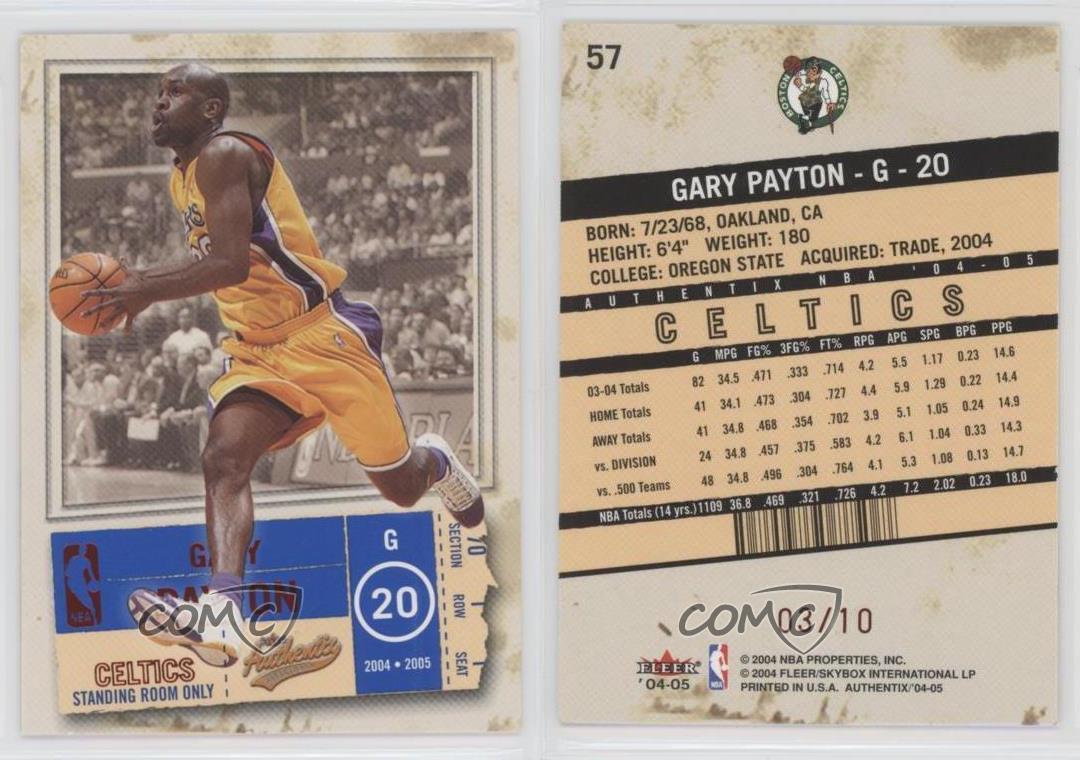 GARY
PAYTON
G
20
2004 • 2005
SECTION
ROW
SEAT
NBA
CELTICS
STANDING ROOM ONLY
Authentix
COMC
57
BOSTON CELTICS
GARY PAYTON - G - 20
BORN: 7/23/68, OAKLAND, CA
HEIGHT: 6'4" WEIGHT: 180
COLLEGE: OREGON STATE ACQUIRED: TRADE, 2004
AUTHENTIX NBA '04-05
CELTICS
G MPG FG% 3FG% FT% RPG APG SPG BPG PPG
03-04 Totals 82 34.5 .471 .333 .714 4.2 5.5 1.17 0.23 14.6
HOME Totals 41 34.1 .473 .304 .727 4.4 5.9 1.29 0.22 14.4
AWAY Totals 41 34.8 .468 .354 .702 3.9 5.1 1.05 0.24 14.9
vs. DIVISION 24 34.8 .457 .375 .583 4.2 6.1 1.04 0.33 14.3
vs. .500 Teams 48 34.8 .496 .304 .764 4.1 5.3 1.08 0.13 14.7
NBA Totals (14 yrs.) 1109 36.8 .469 .321 .726 4.2 7.2 2.02 0.23 18.0
COMC
03/10
FLEER
'04-05
NBA
© 2004 NBA PROPERTIES, INC.
© 2004 FLEER/SKYBOX INTERNATIONAL LP
PRINTED IN U.S.A. AUTHENTIX/'04-05